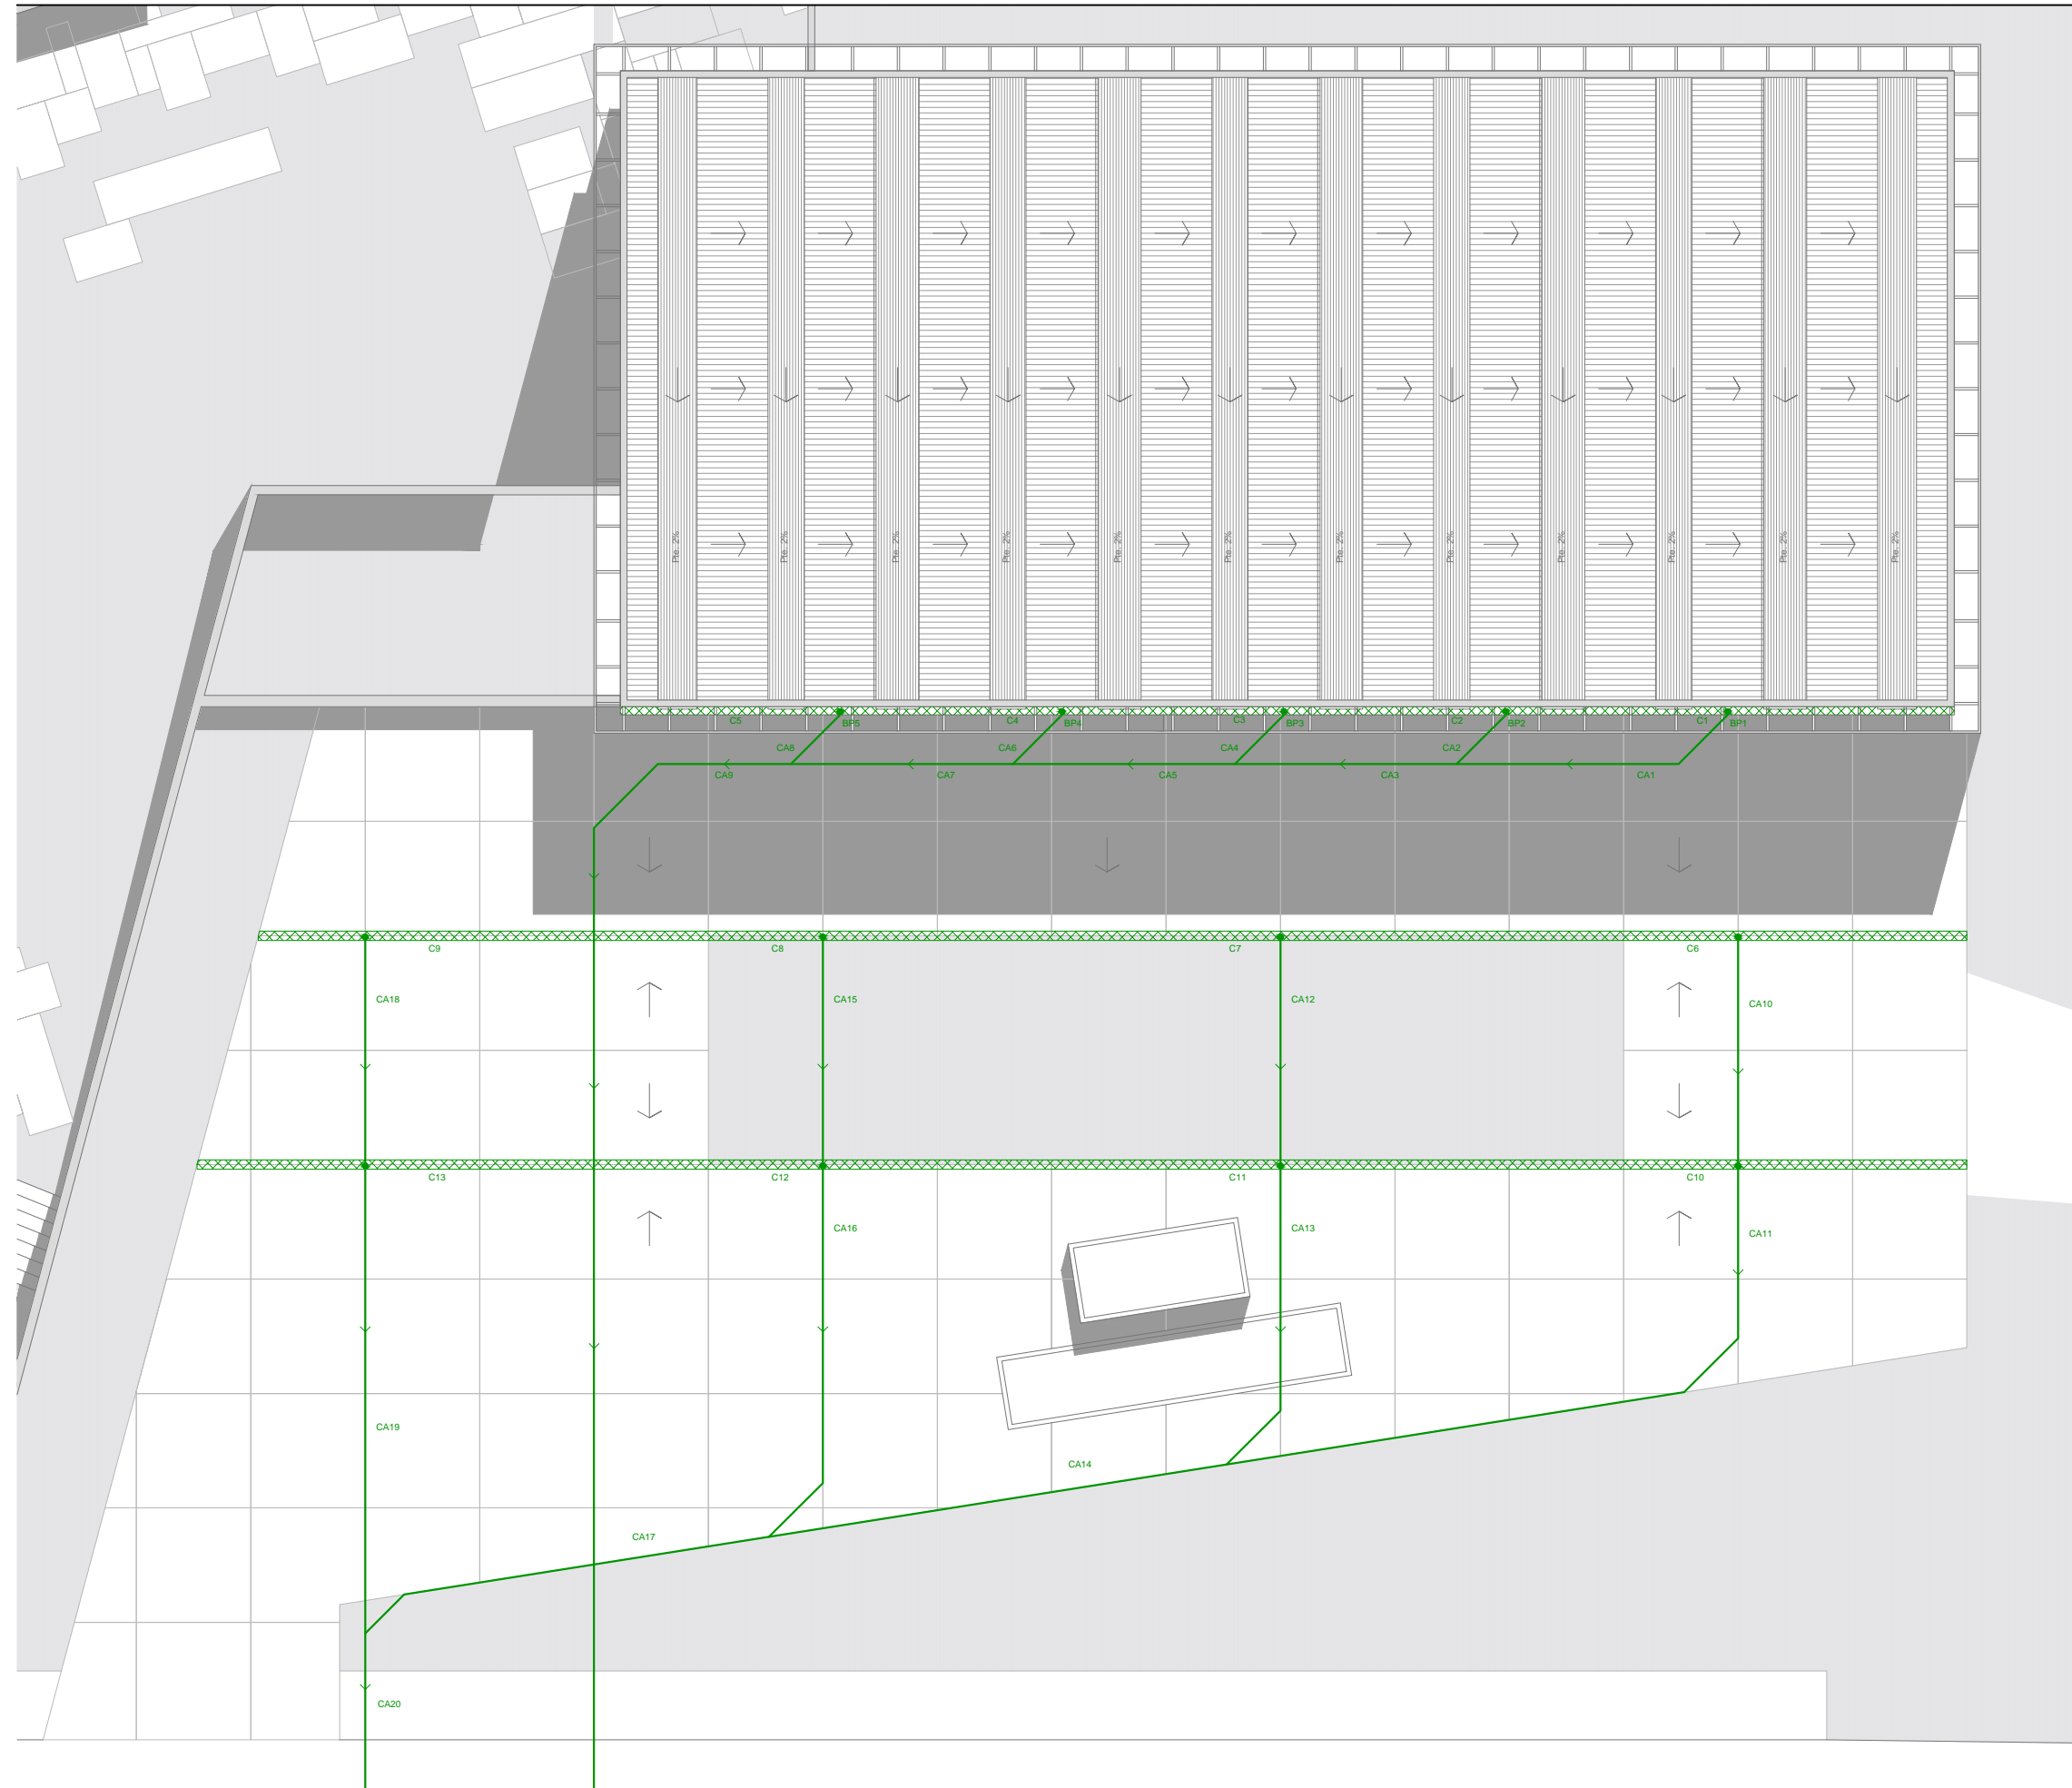 Pte. 2%
Pte. 2%
Pte. 2%
Pte. 2%
Pte. 2%
Pte. 2%
Pte. 2%
Pte. 2%
Pte. 2%
Pte. 2%
Pte. 2%
Pte. 2%
C5 BP5 C4 BP4 C3 BP3 C2 BP2 C1 BP1
CA8 CA6 CA4 CA2
CA9 CA7 CA5 CA3 CA1
C9 C8 C7 C6
CA18 CA15 CA12 CA10
C13 C12 C11 C10
CA16 CA13 CA11
CA19
CA14
CA17
CA20